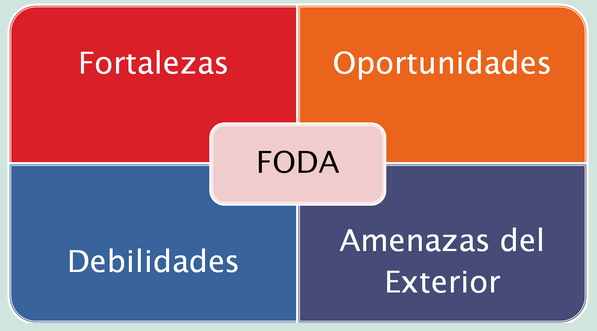 Fortalezas
Oportunidades
FODA
Debilidades
Amenazas del
Exterior